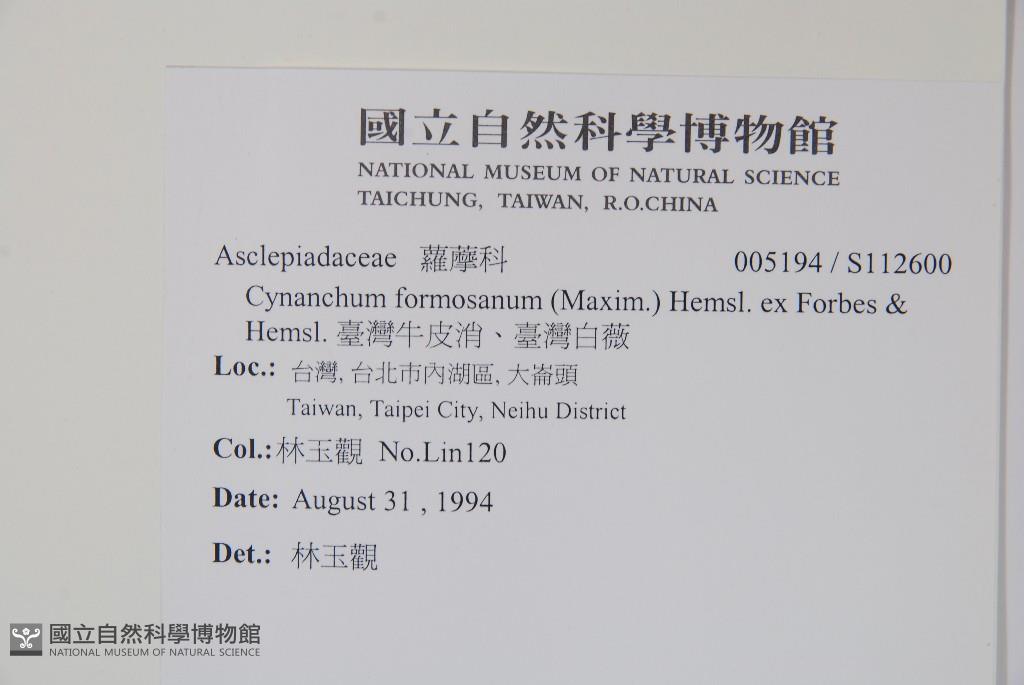 國立自然科學博物館
NATIONAL MUSEUM OF NATURAL SCIENCE
TAICHUNG, TAIWAN, R.O.CHINA
Asclepiadaceae 蘿藦科 005194 / S112600
Cynanchum formosanum (Maxim.) Hemsl. ex Forbes &
Hemsl. 臺灣牛皮消、臺灣白薇
Loc.: 台灣, 台北市內湖區, 大崙頭
Taiwan, Taipei City, Neihu District
Col.: 林玉觀 No.Lin120
Date: August 31 , 1994
Det.: 林玉觀
國立自然科學博物館
NATIONAL MUSEUM OF NATURAL SCIENCE